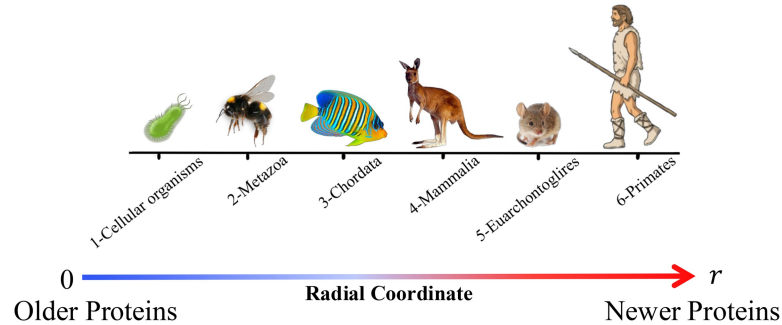 1-Cellular organisms
2-Metazoa
3-Chordata
4-Mammalia
5-Euarchontoglires
6-Primates
0
r
Radial Coordinate
Older Proteins
Newer Proteins